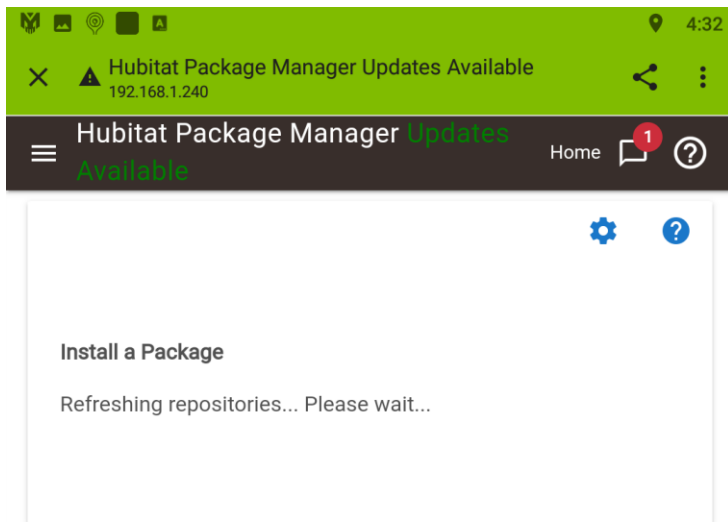 4:32
Hubitat Package Manager Updates Available
192.168.1.240
Hubitat Package Manager Updates
Available
Home
1
Install a Package
Refreshing repositories... Please wait...